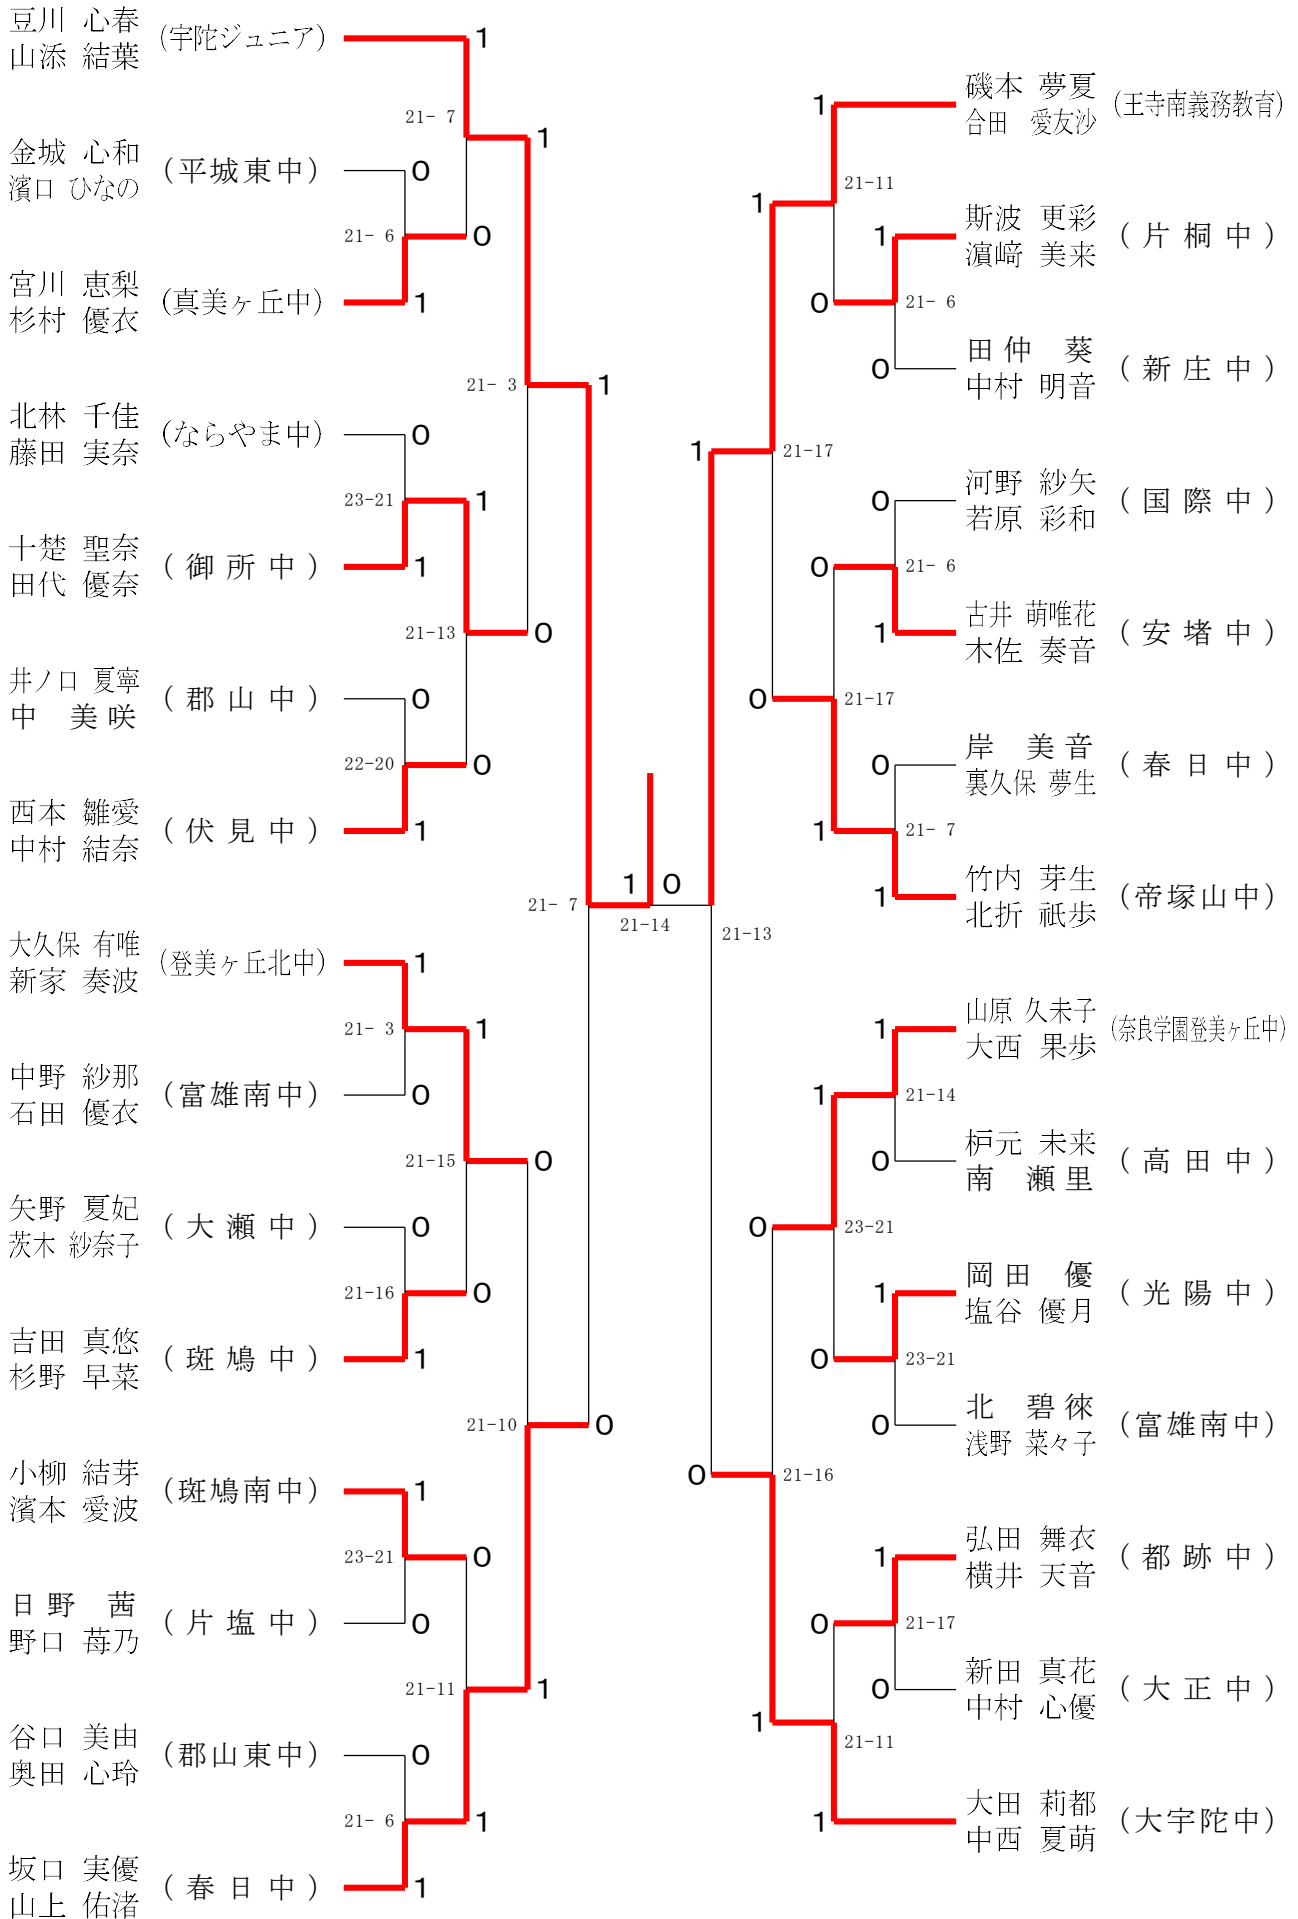 豆川 心春
山添 結葉
(宇陀ジュニア)
1
21- 7
1
金城 心和
濱口 ひなの
(平城東中)
0
21- 6
0
宮川 恵梨
杉村 優衣
(真美ヶ丘中)
1
21- 3
1
北林 千佳
藤田 実奈
(ならやま中)
0
23-21
1
十楚 聖奈
田代 優奈
(御所中)
1
21-13
0
井ノ口 夏寧
中 美咲
(郡山中)
0
22-20
0
西本 雛愛
中村 結奈
(伏見中)
1
21- 7
大久保 有唯
新家 奏波
(登美ヶ丘北中)
1
21- 3
1
中野 紗那
石田 優衣
(富雄南中)
0
21-15
0
矢野 夏妃
茨木 紗奈子
(大瀬中)
0
21-16
0
吉田 真悠
杉野 早菜
(斑鳩中)
1
21-10
0
小柳 結芽
濱本 愛波
(斑鳩南中)
1
23-21
0
日野 茜
野口 苺乃
(片塩中)
0
21-11
1
谷口 美由
奥田 心玲
(郡山東中)
0
21- 6
1
坂口 実優
山上 佑渚
(春日中)
1
1
0
21-14
1
磯本 夢夏
合田 愛友沙
(王寺南義務教育)
21-11
1
1
斯波 更彩
濵﨑 美来
(片桐中)
0
21- 6
0
田仲 葵
中村 明音
(新庄中)
1
21-17
0
河野 紗矢
若原 彩和
(国際中)
0
21- 6
1
古井 萌唯花
木佐 奏音
(安堵中)
0
21-17
0
岸 美音
裏久保 夢生
(春日中)
1
21- 7
1
竹内 芽生
北折 祇歩
(帝塚山中)
21-13
1
山原 久未子
大西 果歩
(奈良学園登美ヶ丘中)
1
21-14
0
枦元 未来
南 瀬里
(高田中)
0
23-21
1
岡田 優
塩谷 優月
(光陽中)
0
23-21
0
北 碧徠
浅野 菜々子
(富雄南中)
0
21-16
1
弘田 舞衣
横井 天音
(都跡中)
0
21-17
0
新田 真花
中村 心優
(大正中)
1
21-11
1
大田 莉都
中西 夏萌
(大宇陀中)